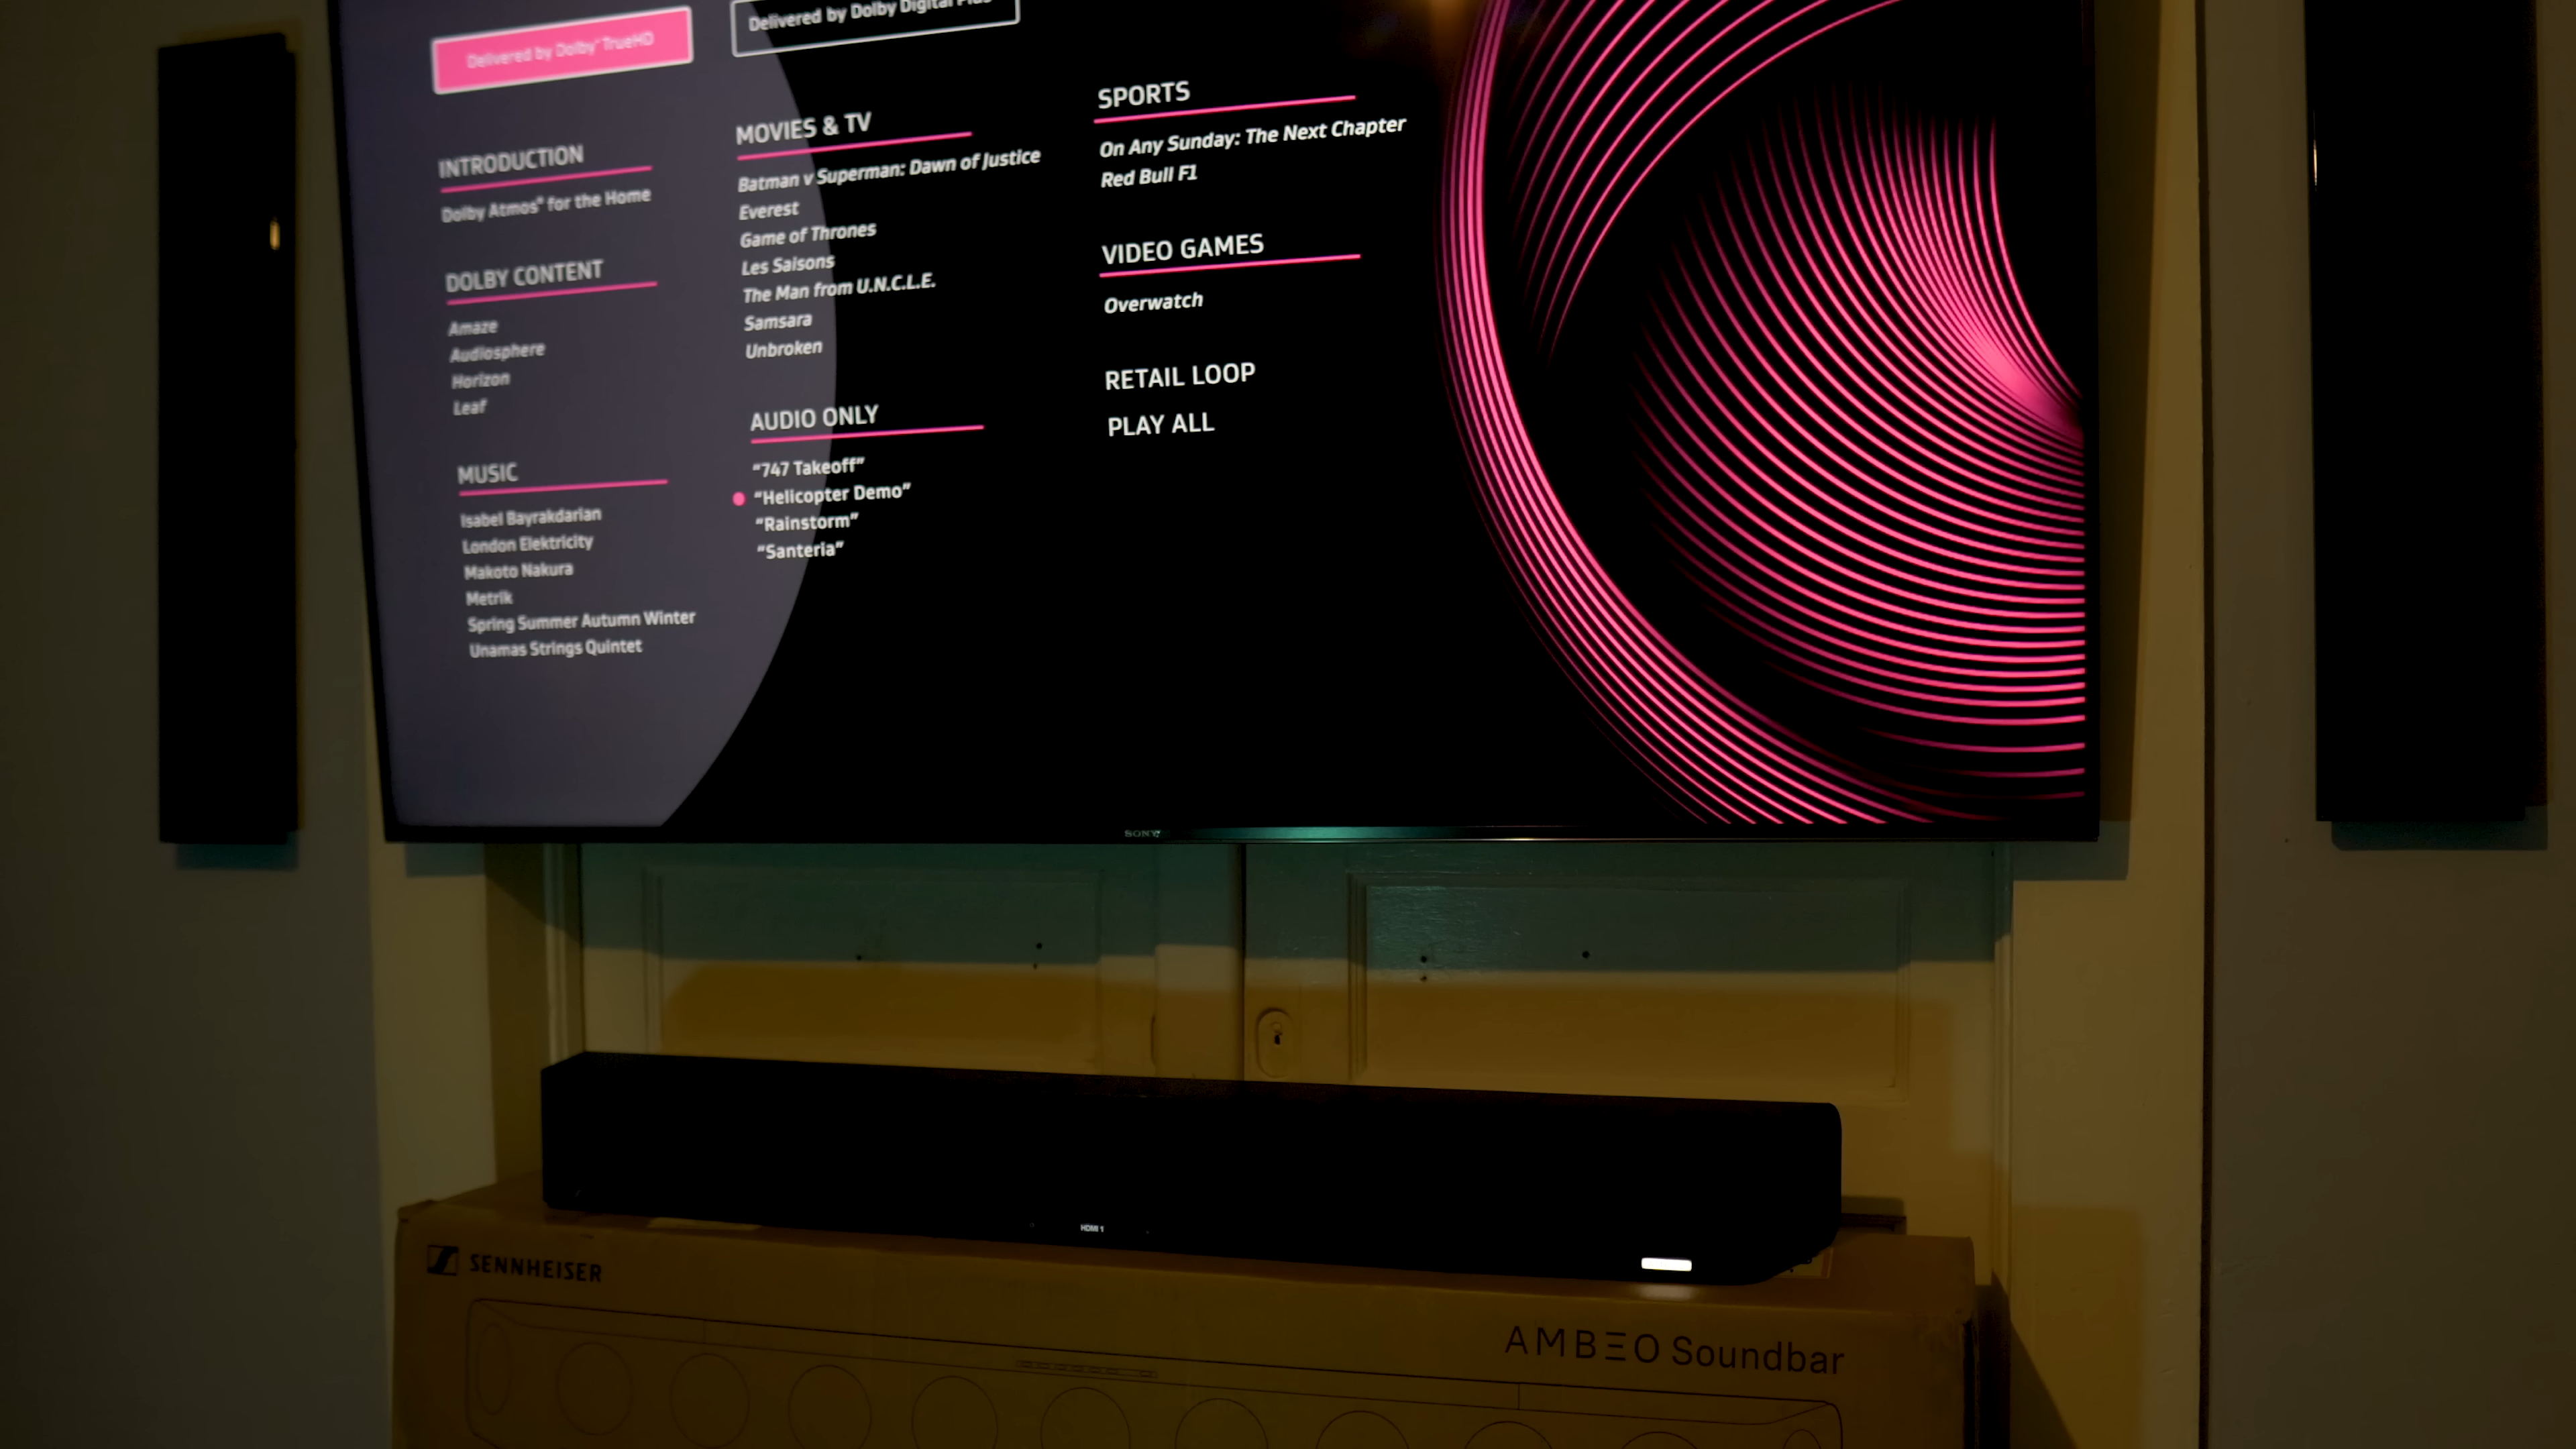 Delivered by Dolby® TrueHD
Delivered by Dolby Digital Plus
INTRODUCTION
Dolby Atmos® for the Home
DOLBY CONTENT
Amaze
Audiosphere
Horizon
Leaf
MUSIC
Isabel Bayrakdarian
London Elektricity
Makoto Nakura
Metrik
Spring Summer Autumn Winter
Unamas Strings Quintet
MOVIES & TV
Batman v Superman: Dawn of Justice
Everest
Game of Thrones
Les Saisons
The Man from U.N.C.L.E.
Samsara
Unbroken
AUDIO ONLY
“747 Takeoff”
“Helicopter Demo”
“Rainstorm”
“Santeria”
SPORTS
On Any Sunday: The Next Chapter
Red Bull F1
VIDEO GAMES
Overwatch
RETAIL LOOP
PLAY ALL
SONY
HDMI 1
SENNHEISER
AMBEO Soundbar